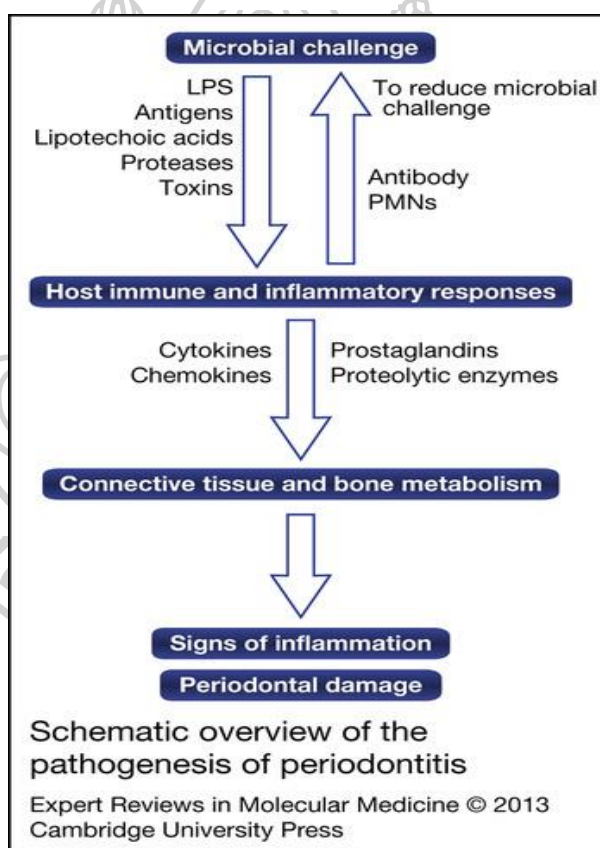 Microbial challenge
LPS
Antigens
Lipotechoic acids
Proteases
Toxins
To reduce microbial
challenge
Antibody
PMNs
Host immune and inflammatory responses
Cytokines
Chemokines
Prostaglandins
Proteolytic enzymes
Connective tissue and bone metabolism
Signs of inflammation
Periodontal damage
Schematic overview of the
pathogenesis of periodontitis
Expert Reviews in Molecular Medicine © 2013
Cambridge University Press